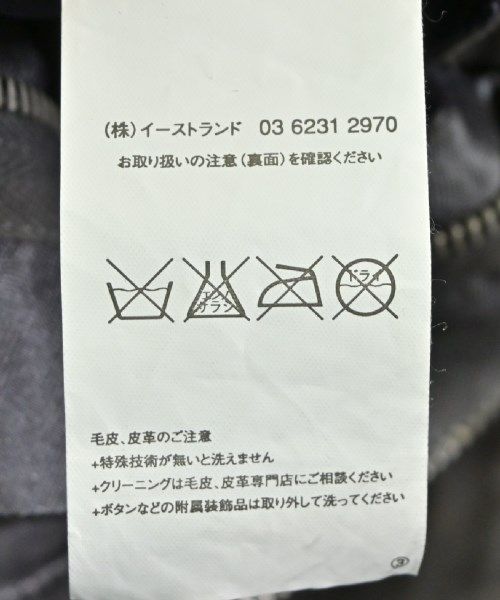 (株)イーストランド 03 6231 2970
お取り扱いの注意(裏面)を確認ください
エンソ
サラシ
ドライ
毛皮、皮革のご注意
+特殊技術が無いと洗えません
+クリーニングは毛皮、皮革専門店にご相談ください
+ボタンなどの附属装飾品は取り外して洗ってください
③